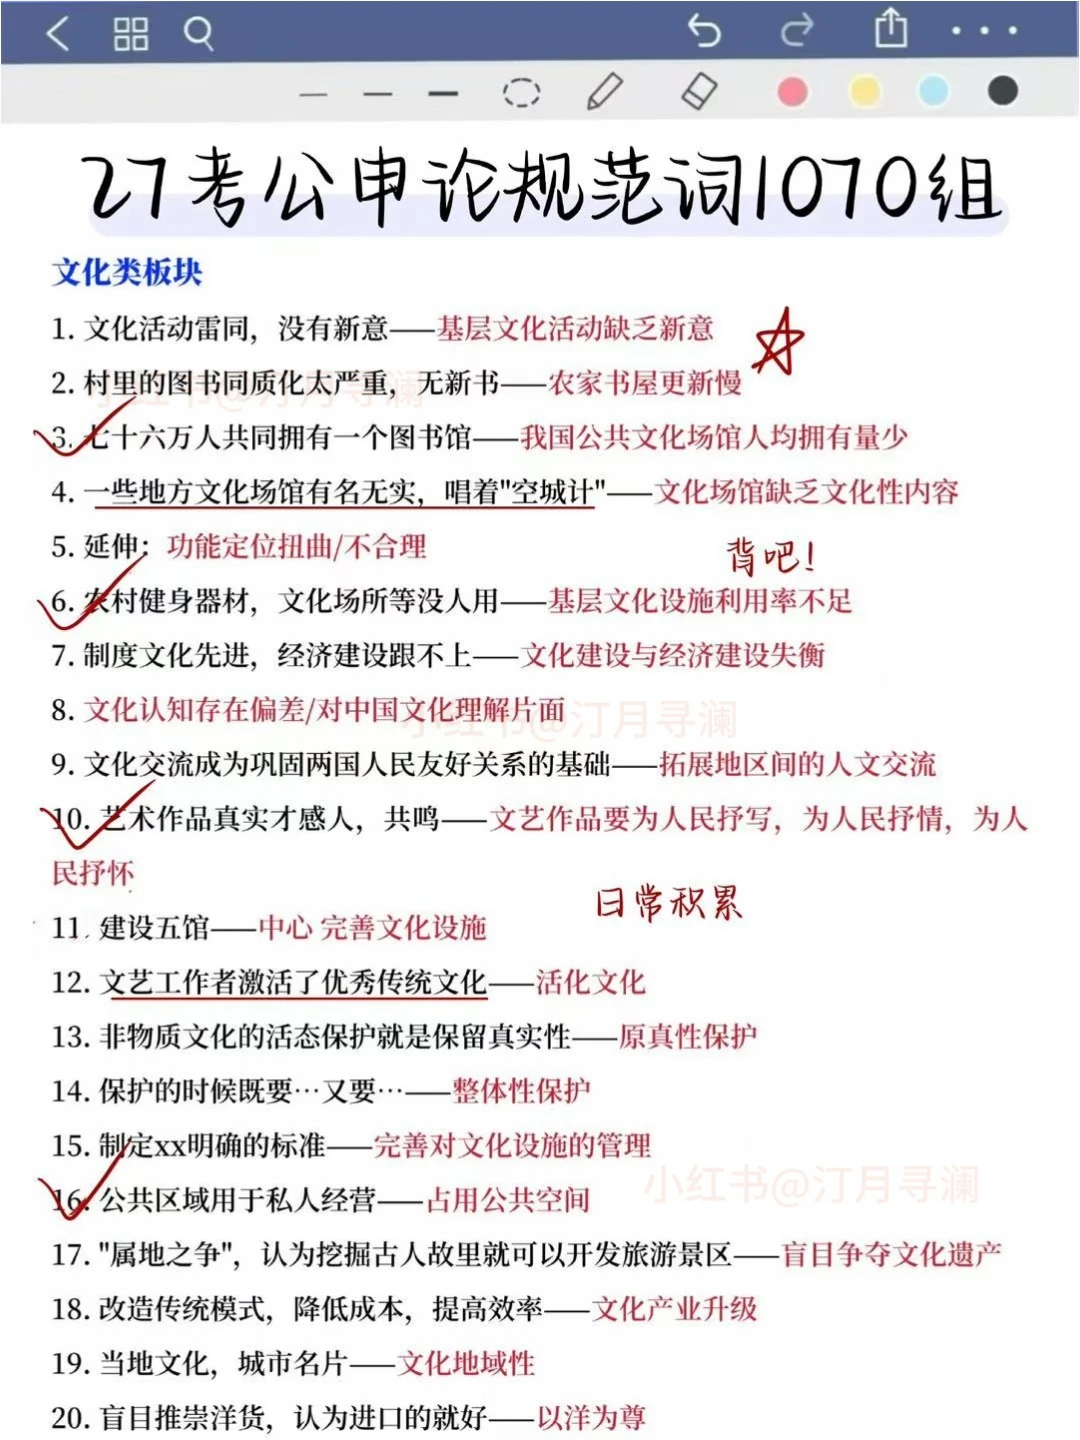 27考公申论规范词1070组
文化类板块
1. 文化活动雷同，没有新意——基层文化活动缺乏新意
2. 村里的图书同质化太严重，无新书——农家书屋更新慢
小红书@汀月寻澜
3. 七十六万人共同拥有一个图书馆——我国公共文化场馆人均拥有量少
4. 一些地方文化场馆有名无实，唱着"空城计"——文化场馆缺乏文化性内容
5. 延伸：功能定位扭曲/不合理
背吧！
6. 农村健身器材，文化场所等没人用——基层文化设施利用率不足
7. 制度文化先进，经济建设跟不上——文化建设与经济建设失衡
8. 文化认知存在偏差/对中国文化理解片面
小红书@汀月寻澜
9. 文化交流成为巩固两国人民友好关系的基础——拓展地区间的人文交流
10. 艺术作品真实才感人，共鸣——文艺作品要为人民抒写，为人民抒情，为人
民抒怀
日常积累
11. 建设五馆——中心 完善文化设施
12. 文艺工作者激活了优秀传统文化——活化文化
13. 非物质文化的活态保护就是保留真实性——原真性保护
14. 保护的时候既要…又要…——整体性保护
15. 制定xx明确的标准——完善对文化设施的管理
小红书@汀月寻澜
16. 公共区域用于私人经营——占用公共空间
17. "属地之争"，认为挖掘古人故里就可以开发旅游景区——盲目争夺文化遗产
18. 改造传统模式，降低成本，提高效率——文化产业升级
19. 当地文化，城市名片——文化地域性
20. 盲目推崇洋货，认为进口的就好——以洋为尊